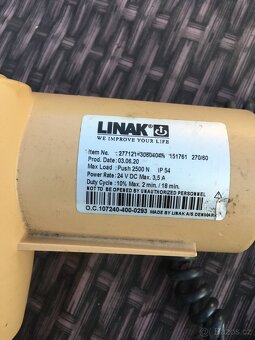 LINAK
WE IMPROVE YOUR LIFE
Item No. : 277121+3060404N 151761 270/60
Prod. Date : 03.06.20
Max Load : Push 2500 N IP 54
Power Rate : 24 V DC Max. 3,5 A
Duty Cycle : 10% Max. 2 min. / 18 min.
NOT TO BE OPENED BY UNAUTHORIZED PERSONNEL
O.C.107240-400-0293 MADE BY LINAK A/S DENMARK